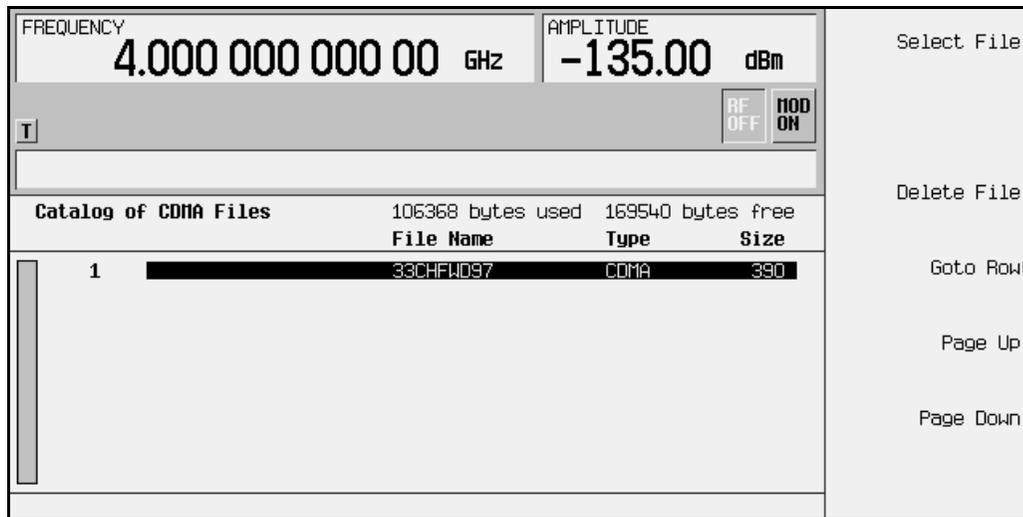 FREQUENCY
4.000 000 000 00 GHz
AMPLITUDE
-135.00 dBm
RF OFF
MOD ON
T
Catalog of CDMA Files 106368 bytes used 169540 bytes free
File Name Type Size
1 33CHFWD97 CDMA 390
Select File
Delete File
Goto Row
Page Up
Page Down